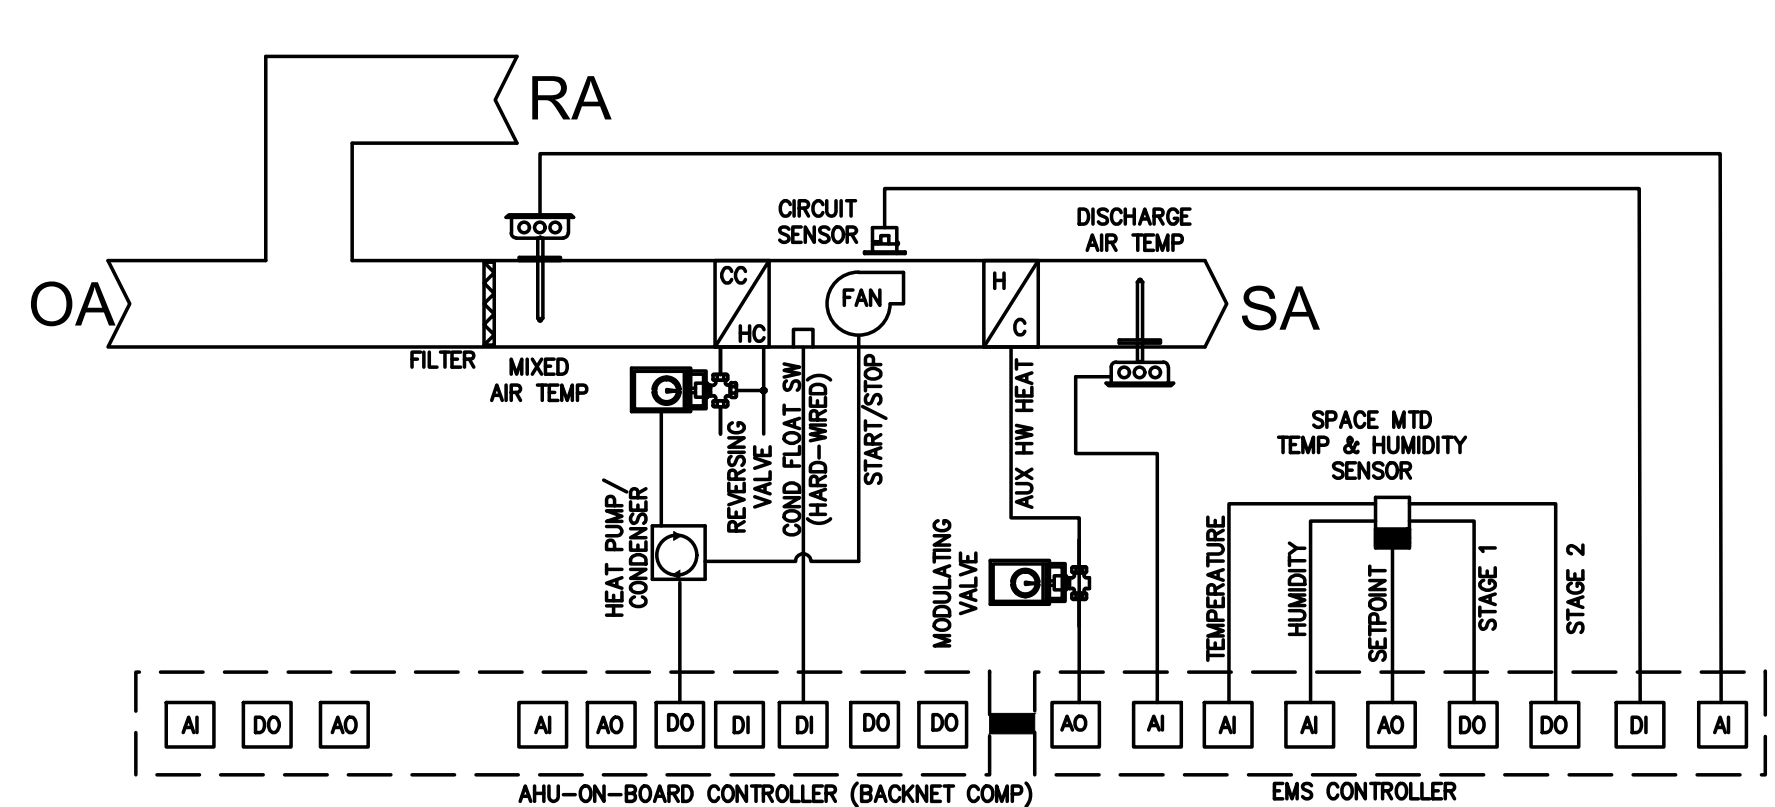 RA
CIRCUIT
SENSOR
DISCHARGE
AIR TEMP
OA
CC
HC
FAN
H
C
SA
FILTER
MIXED
AIR TEMP
REVERSING
VALVE
COND FLOAT SW
(HARD-WIRED)
START/STOP
AUX HW HEAT
SPACE MTD
TEMP & HUMIDITY
SENSOR
HEAT PUMP/
CONDENSER
MODULATING
VALVE
TEMPERATURE
HUMIDITY
SETPOINT
STAGE 1
STAGE 2
AI DO AO AI AO DO DI DI DO DO AO AI AI AI AO DO DO DI AI
AHU-ON-BOARD CONTROLLER (BACKNET COMP)
EMS CONTROLLER